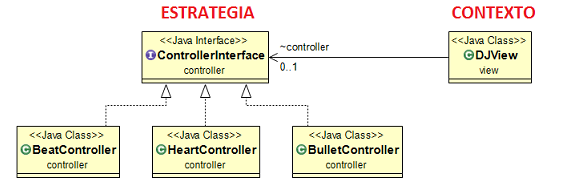 ESTRATEGIA
CONTEXTO
<<Java Interface>>
ControllerInterface
controller
~controller
0..1
<<Java Class>>
DJView
view
<<Java Class>>
BeatController
controller
<<Java Class>>
HeartController
controller
<<Java Class>>
BulletController
controller